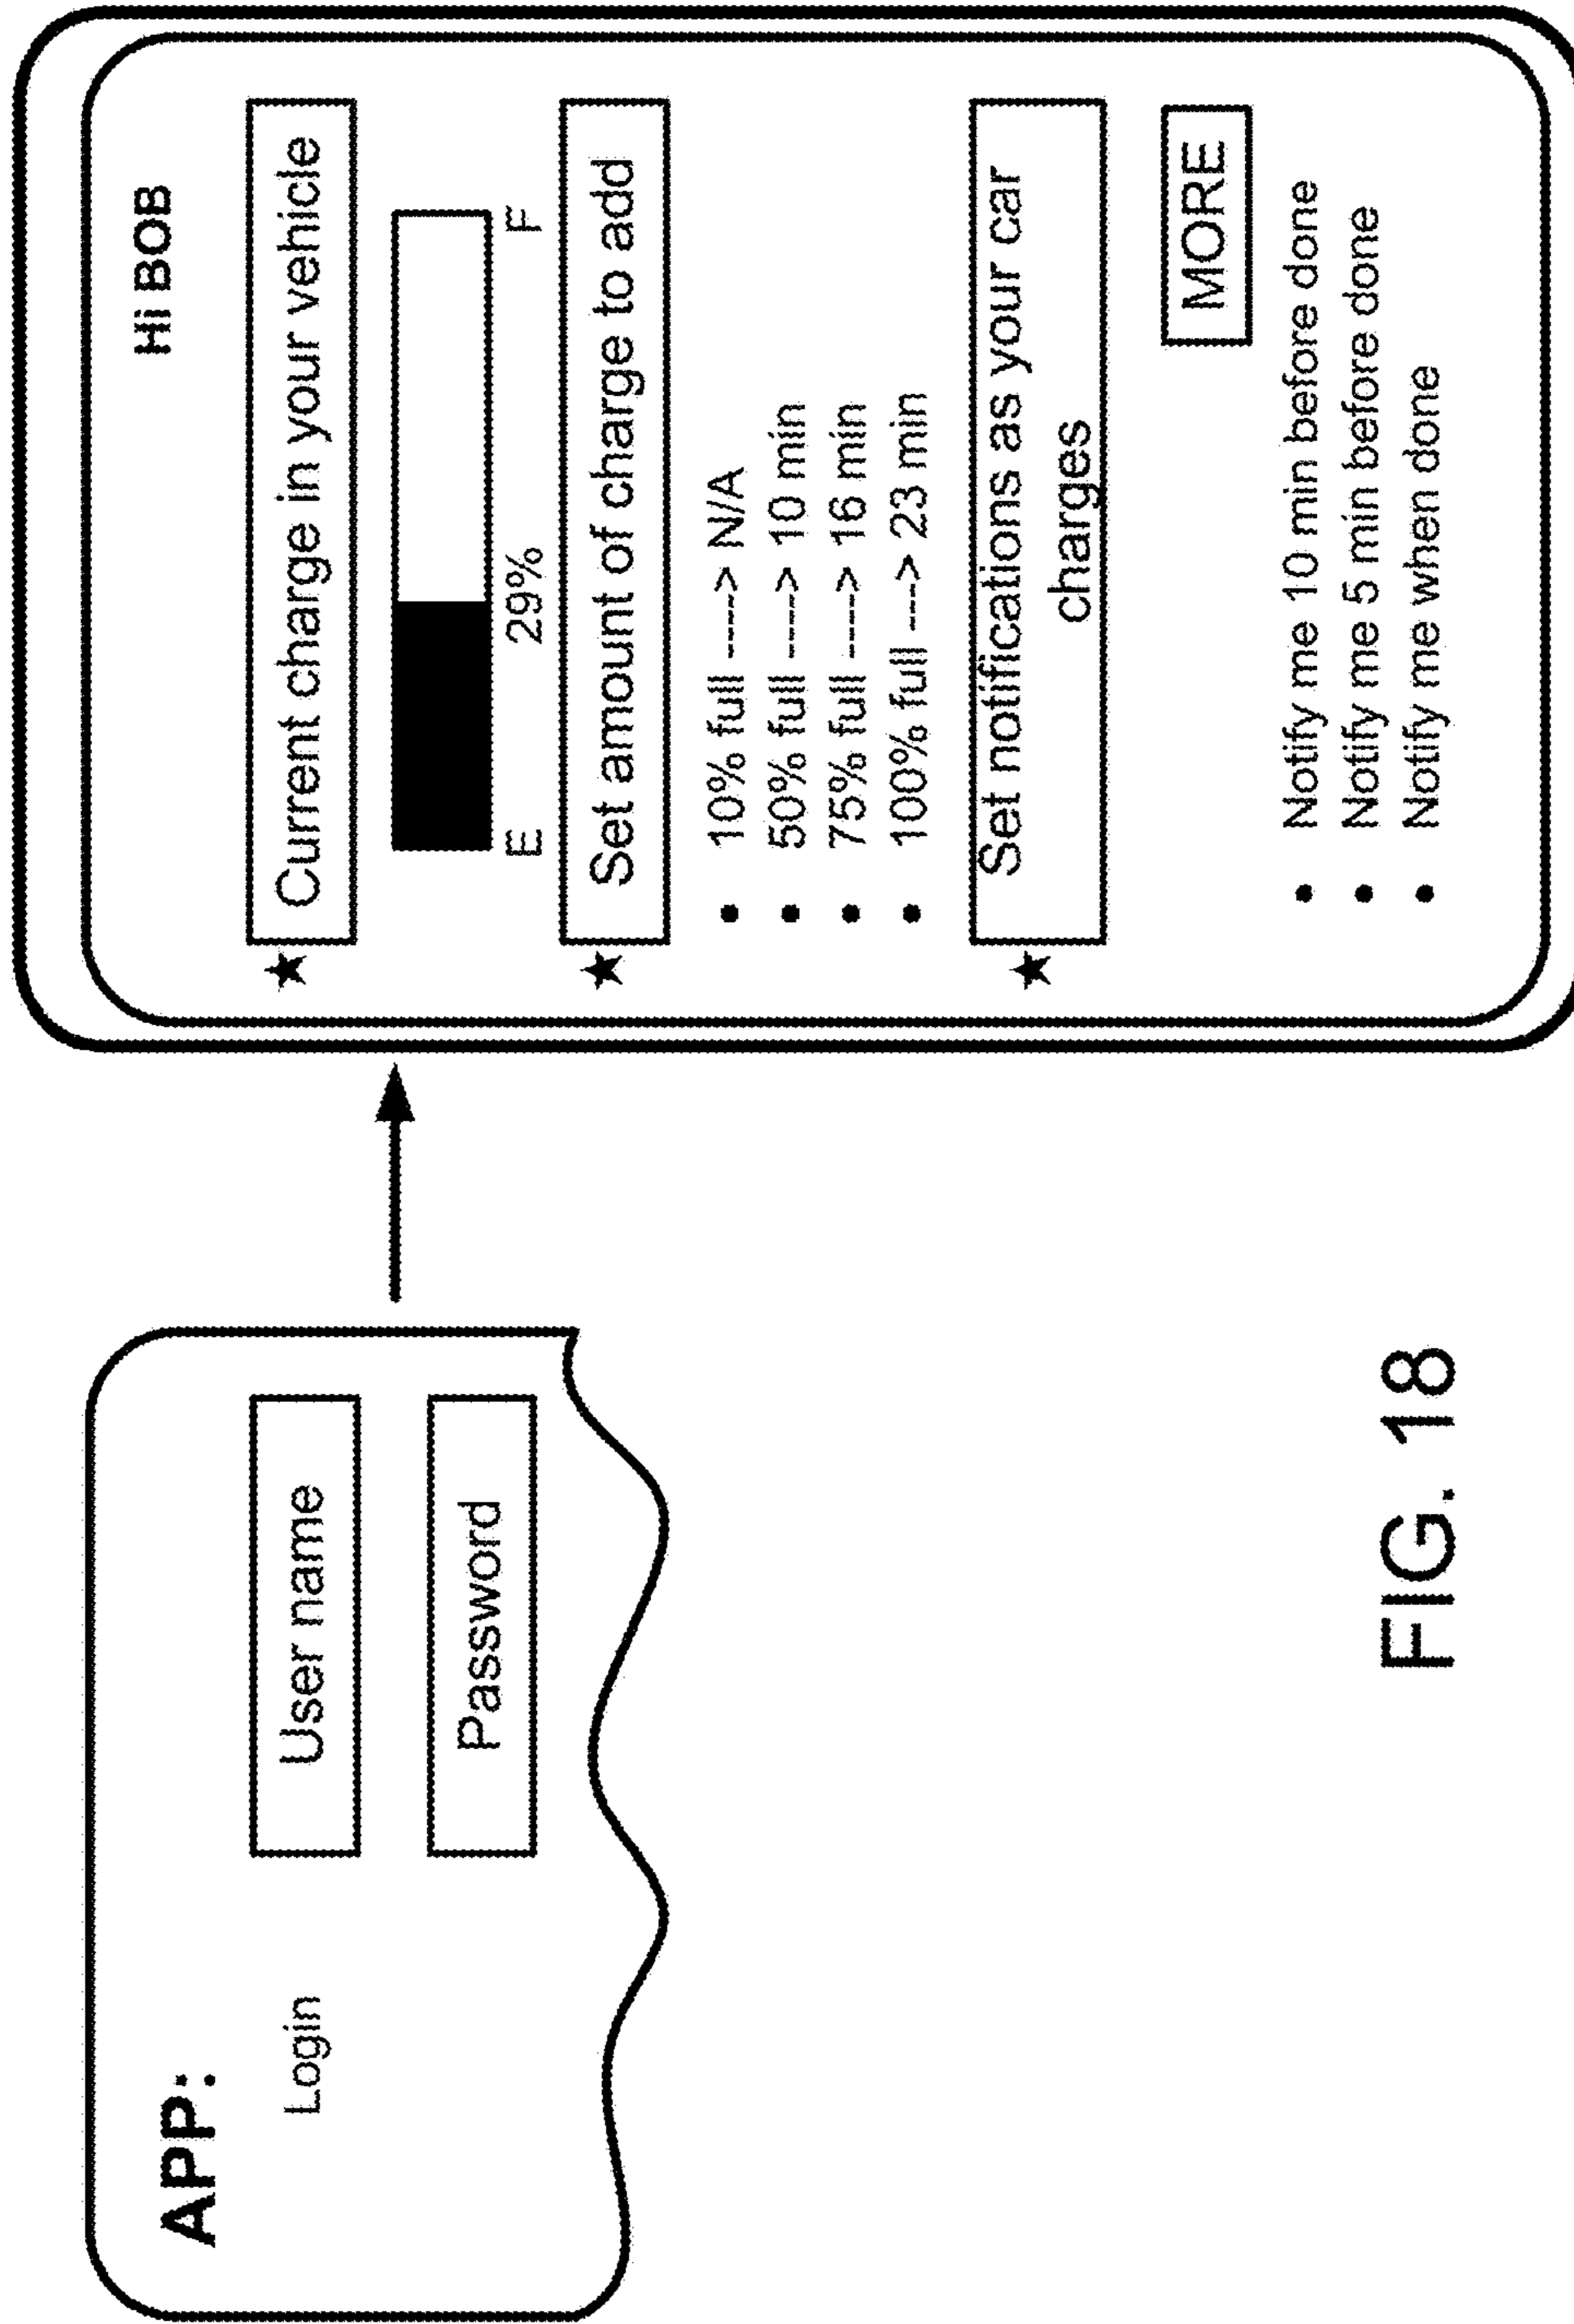 APP:
Login
User name
Password
Hi BOB
Current charge in your vehicle
E 29% F
Set amount of charge to add
• 10% full ----> N/A
• 50% full ----> 10 min
• 75% full ----> 16 min
• 100% full ---> 23 min
Set notifications as your car
charges
MORE
• Notify me 10 min before done
• Notify me 5 min before done
• Notify me when done
FIG. 18